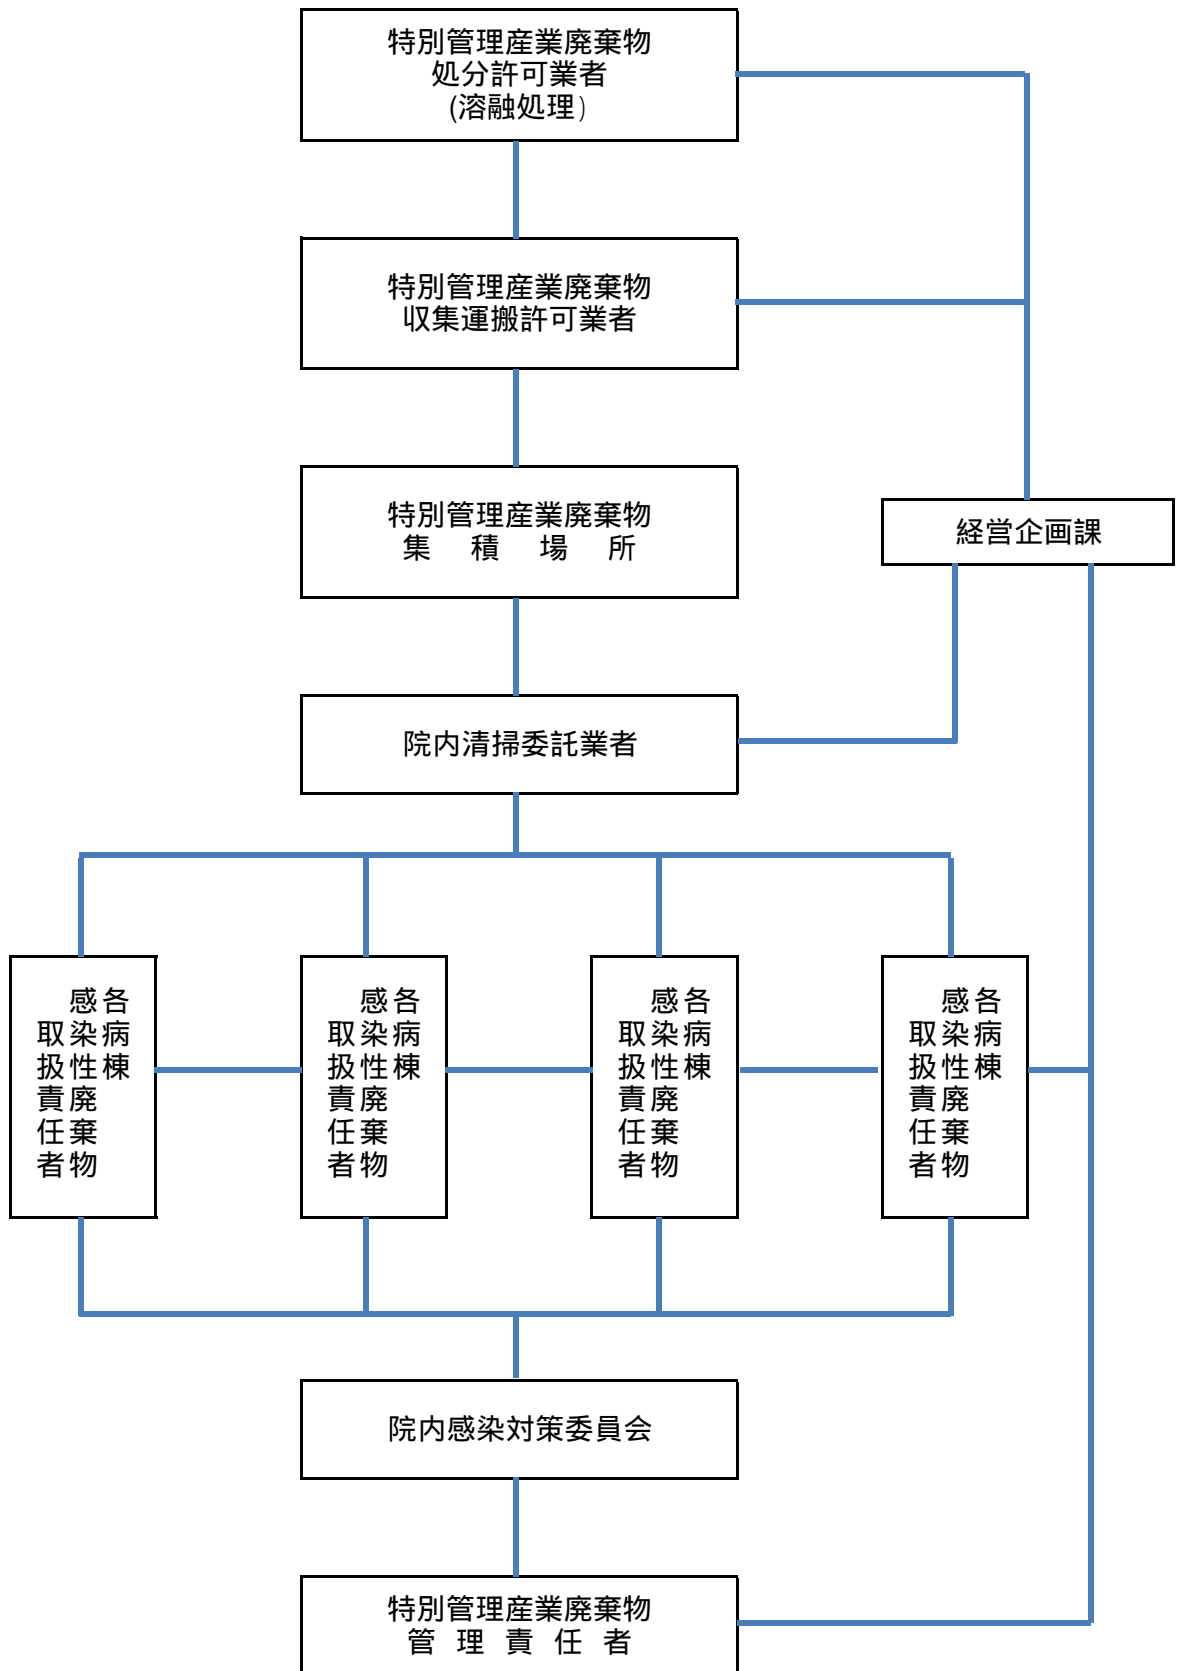 特別管理産業廃棄物
処分許可業者
(溶融処理)
特別管理産業廃棄物
収集運搬許可業者
特別管理産業廃棄物
集積場所
経営企画課
院内清掃委託業者
各病棟
感染性廃棄物
取扱責任者
各病棟
感染性廃棄物
取扱責任者
各病棟
感染性廃棄物
取扱責任者
各病棟
感染性廃棄物
取扱責任者
院内感染対策委員会
特別管理産業廃棄物
管理責任者